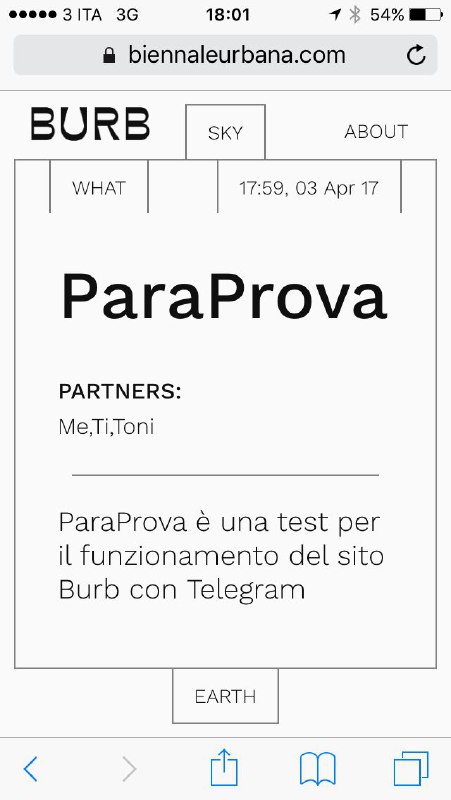 3 ITA 3G 18:01 54%
biennaleurbana.com
BURB SKY ABOUT
WHAT 17:59, 03 Apr 17
ParaProva
PARTNERS:
Me,Ti,Toni
ParaProva è una test per
il funzionamento del sito
Burb con Telegram
EARTH